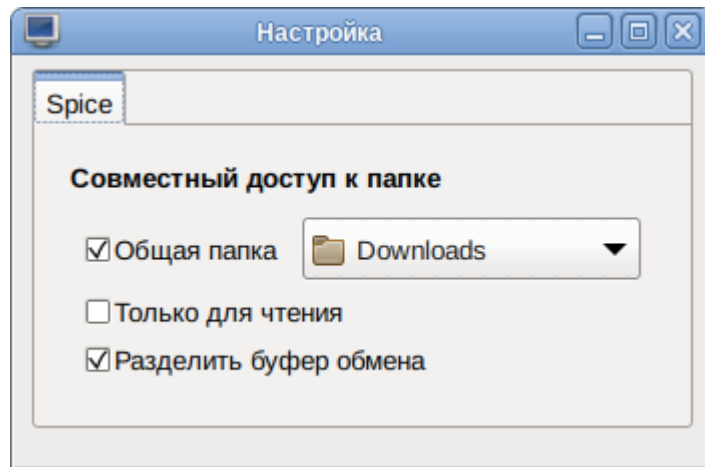 Настройка
Spice
Совместный доступ к папке
Общая папка Downloads
Только для чтения
Разделить буфер обмена